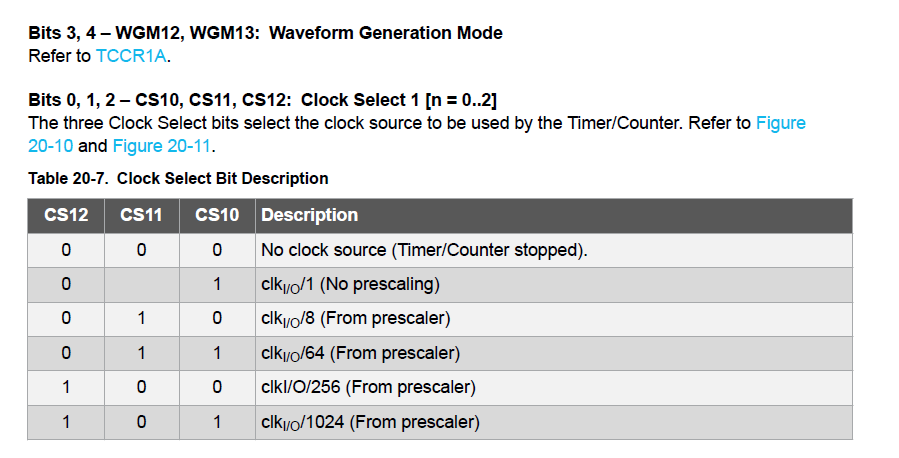 Bits 3, 4 – WGM12, WGM13:  Waveform Generation Mode
Refer to TCCR1A.
Bits 0, 1, 2 – CS10, CS11, CS12:  Clock Select 1 [n = 0..2]
The three Clock Select bits select the clock source to be used by the Timer/Counter. Refer to Figure
20-10 and Figure 20-11.
Table 20-7.  Clock Select Bit Description
CS12 CS11 CS10 Description
0 0 0 No clock source (Timer/Counter stopped).
0 1 clkI/O/1 (No prescaling)
0 1 0 clkI/O/8 (From prescaler)
0 1 1 clkI/O/64 (From prescaler)
1 0 0 clkI/O/256 (From prescaler)
1 0 1 clkI/O/1024 (From prescaler)